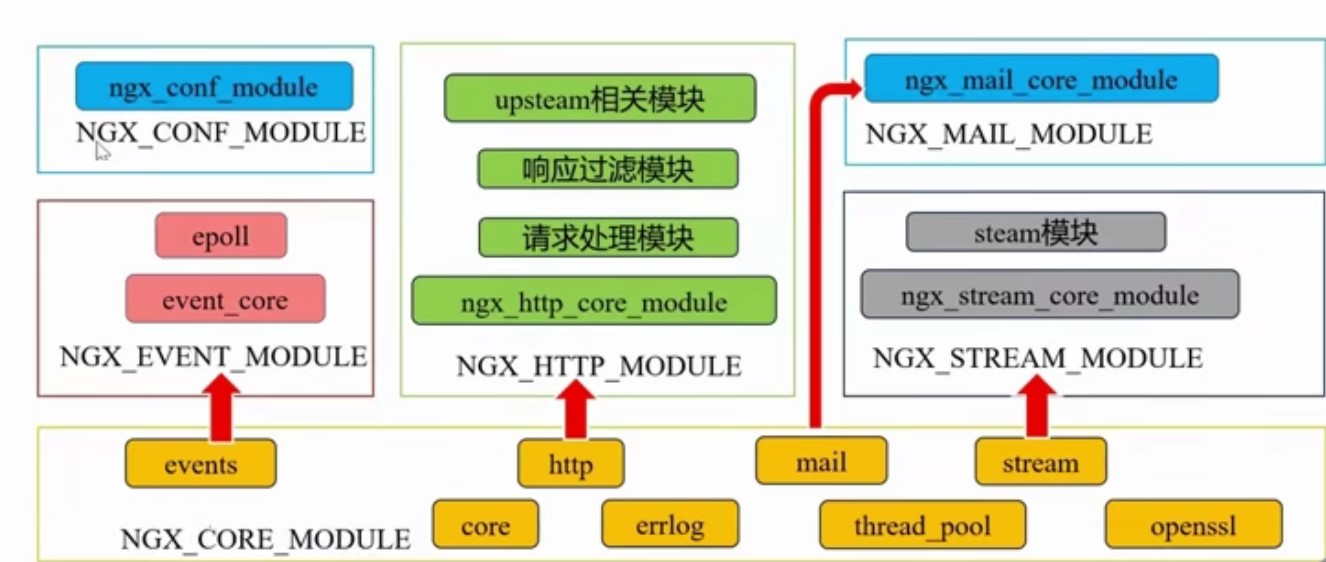 ngx_conf_module
NGX_CONF_MODULE
epoll
event_core
NGX_EVENT_MODULE
upsteam相关模块
响应过滤模块
请求处理模块
ngx_http_core_module
NGX_HTTP_MODULE
ngx_mail_core_module
NGX_MAIL_MODULE
steam模块
ngx_stream_core_module
NGX_STREAM_MODULE
events
http
mail
stream
NGX_CORE_MODULE
core
errlog
thread_pool
openssl